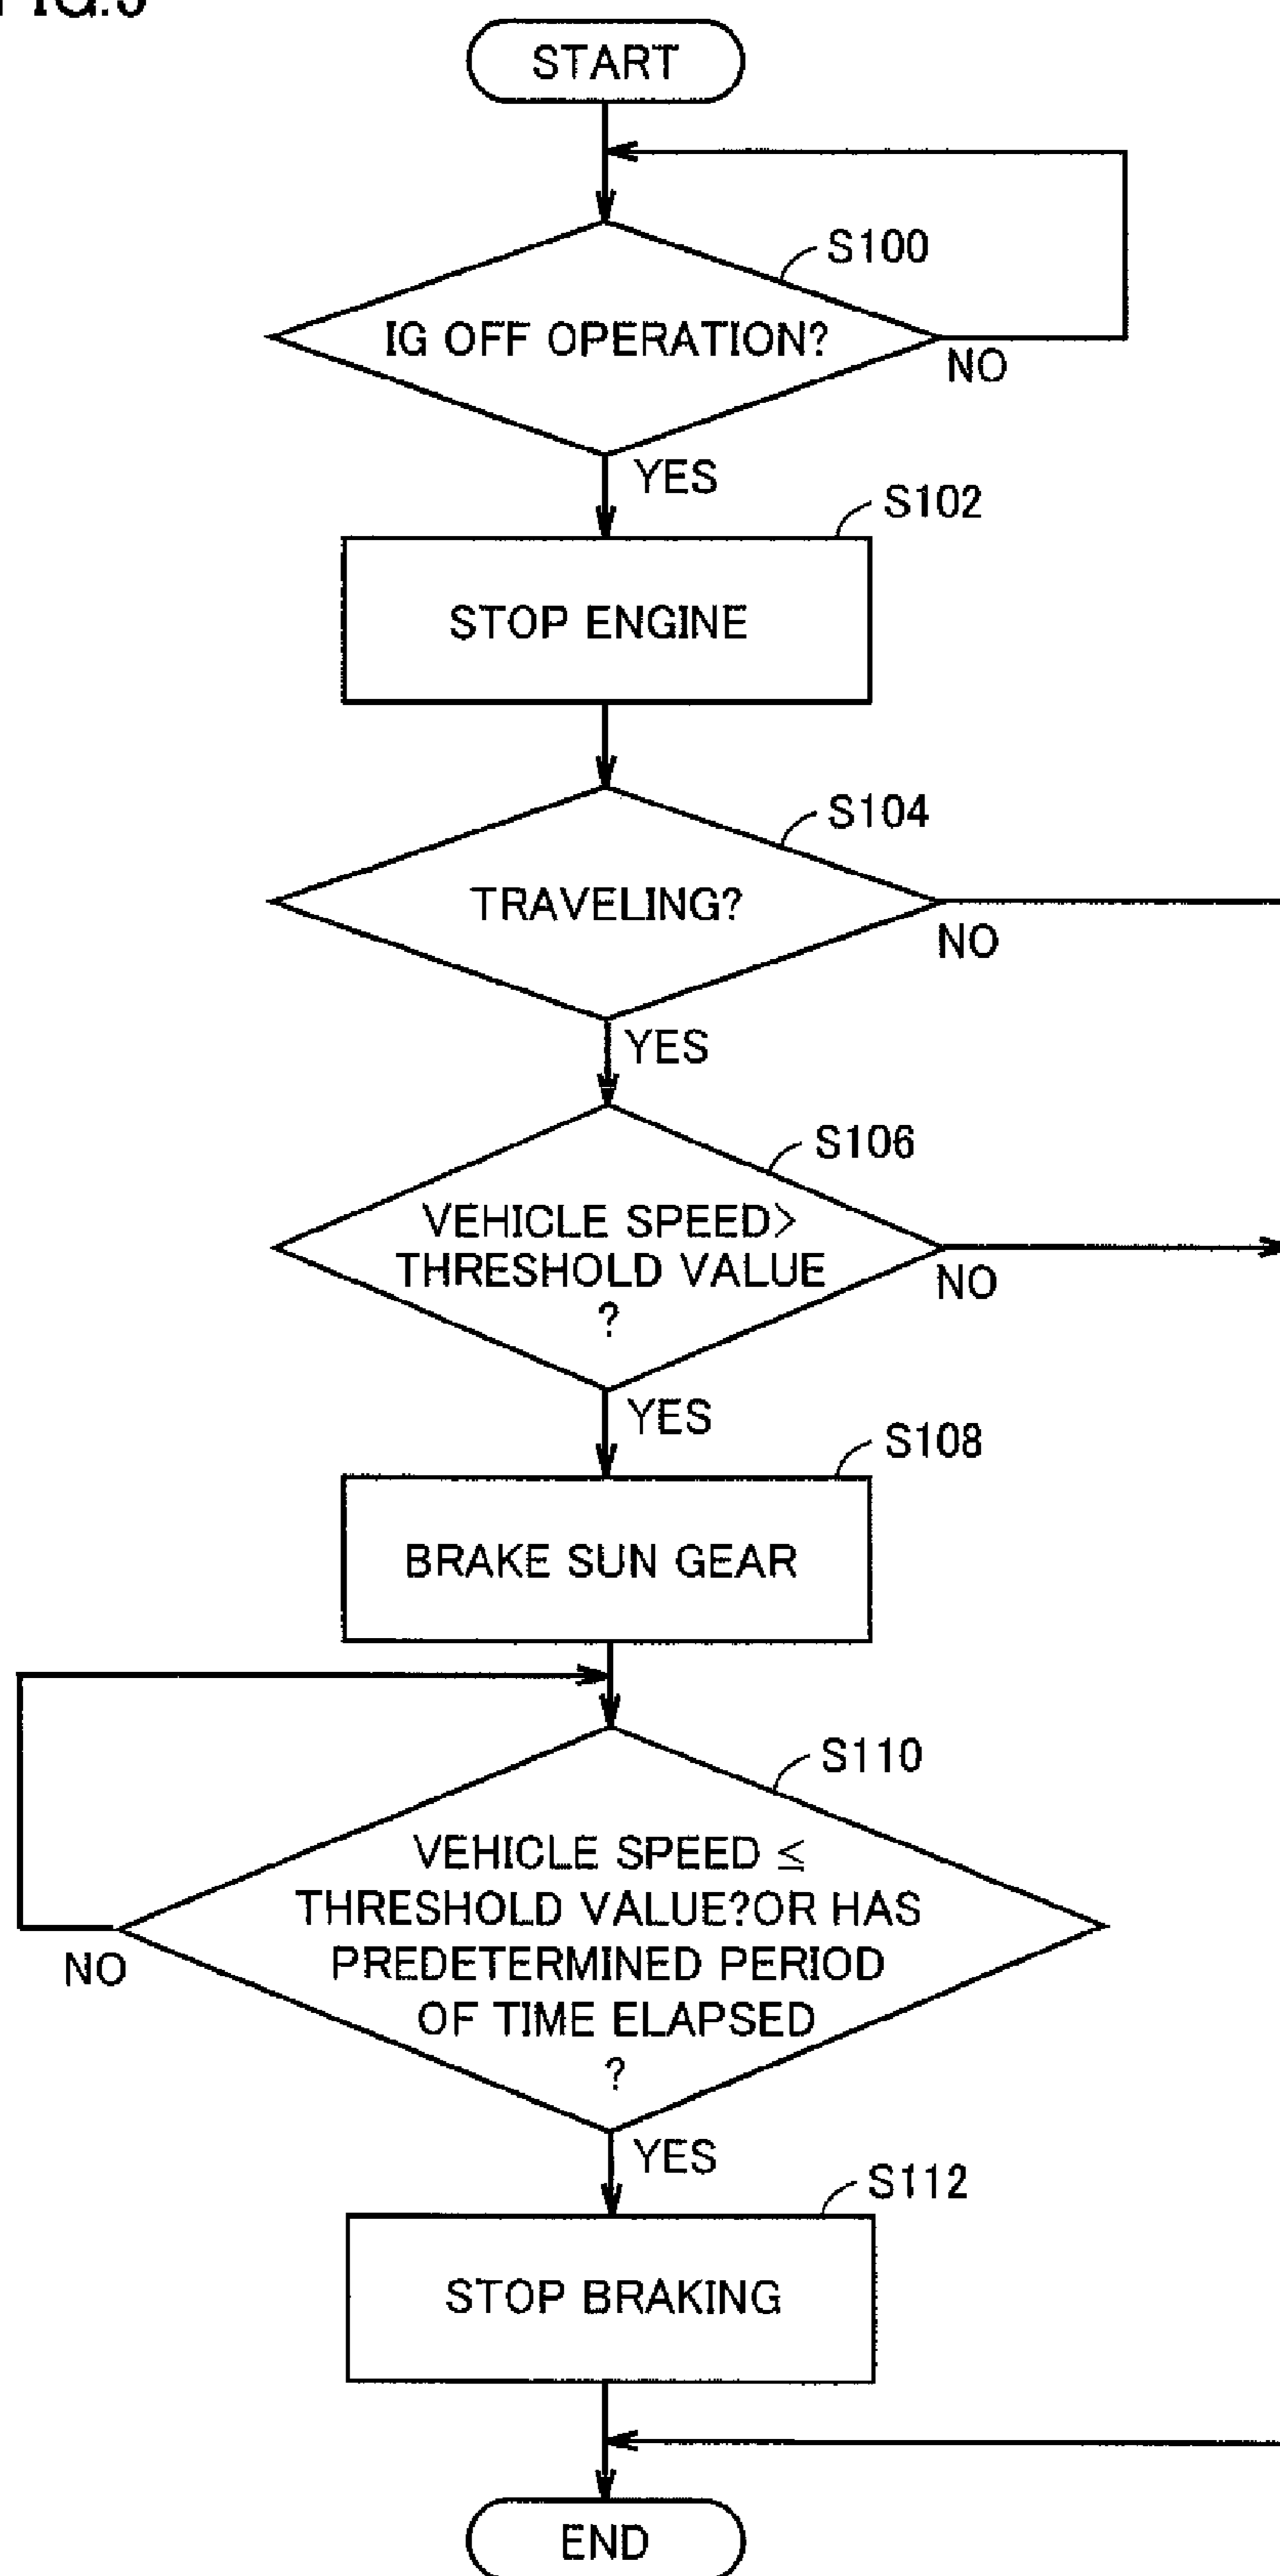 START
S100
IG OFF OPERATION?
NO
YES
S102
STOP ENGINE
S104
TRAVELING?
NO
YES
S106
VEHICLE SPEED>
THRESHOLD VALUE
?
NO
YES
S108
BRAKE SUN GEAR
S110
VEHICLE SPEED ≤
THRESHOLD VALUE?OR HAS
PREDETERMINED PERIOD
OF TIME ELAPSED
?
NO
YES
S112
STOP BRAKING
END